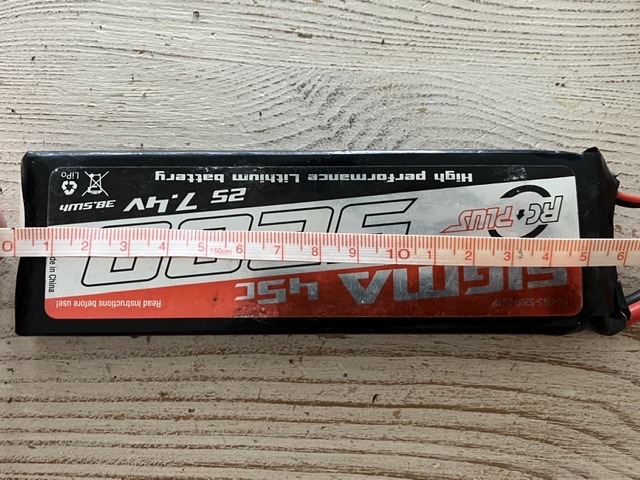 High performance Lithium battery
LiPo
38.5Wh
2S 7.4V
RC PLUS
5200
0 1 2 3 4 5 150cm 6 7 8 9 10 1 2 3 4 5 6
SIGMA 45C
in China
Read instructions before use!